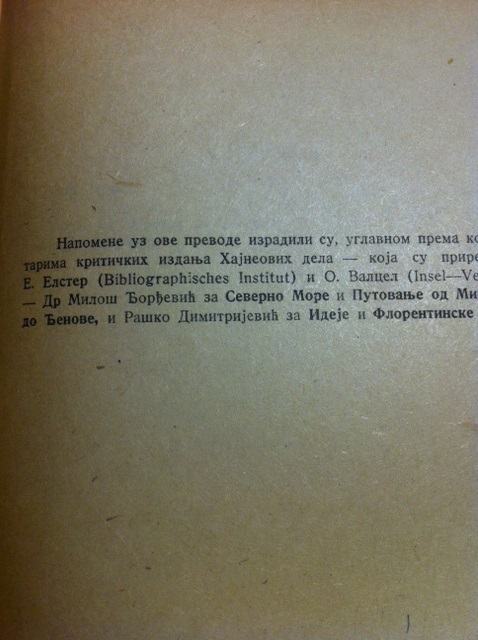 Напомене уз ове преводе израдили су, углавном према ко
тарима критичких издања Хајнеових дела — која су прире
Е. Елстер (Bibliographisches Institut) и О. Валцел (Insel—Ve
— Др Милош Ђорђевић за Северно Море и Путовање од Ми
до Ђенове, и Рашко Димитријевић за Идеје и Флорентинске